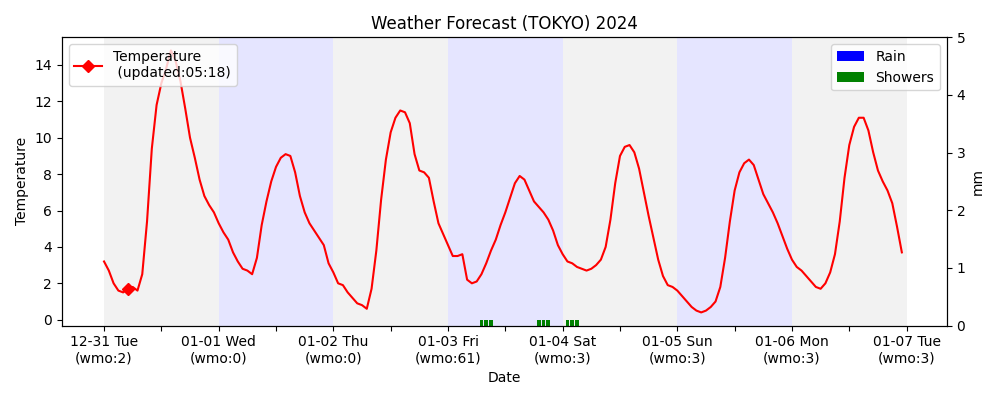 Weather Forecast (TOKYO) 2024
Temperature
(updated:05:18)
Rain
Showers
Temperature
14
12
10
8
6
4
2
0
5
4
3
2
1
0
mm
12-31 Tue
(wmo:2)
01-01 Wed
(wmo:0)
01-02 Thu
(wmo:0)
01-03 Fri
(wmo:61)
01-04 Sat
(wmo:3)
01-05 Sun
(wmo:3)
01-06 Mon
(wmo:3)
01-07 Tue
(wmo:3)
Date